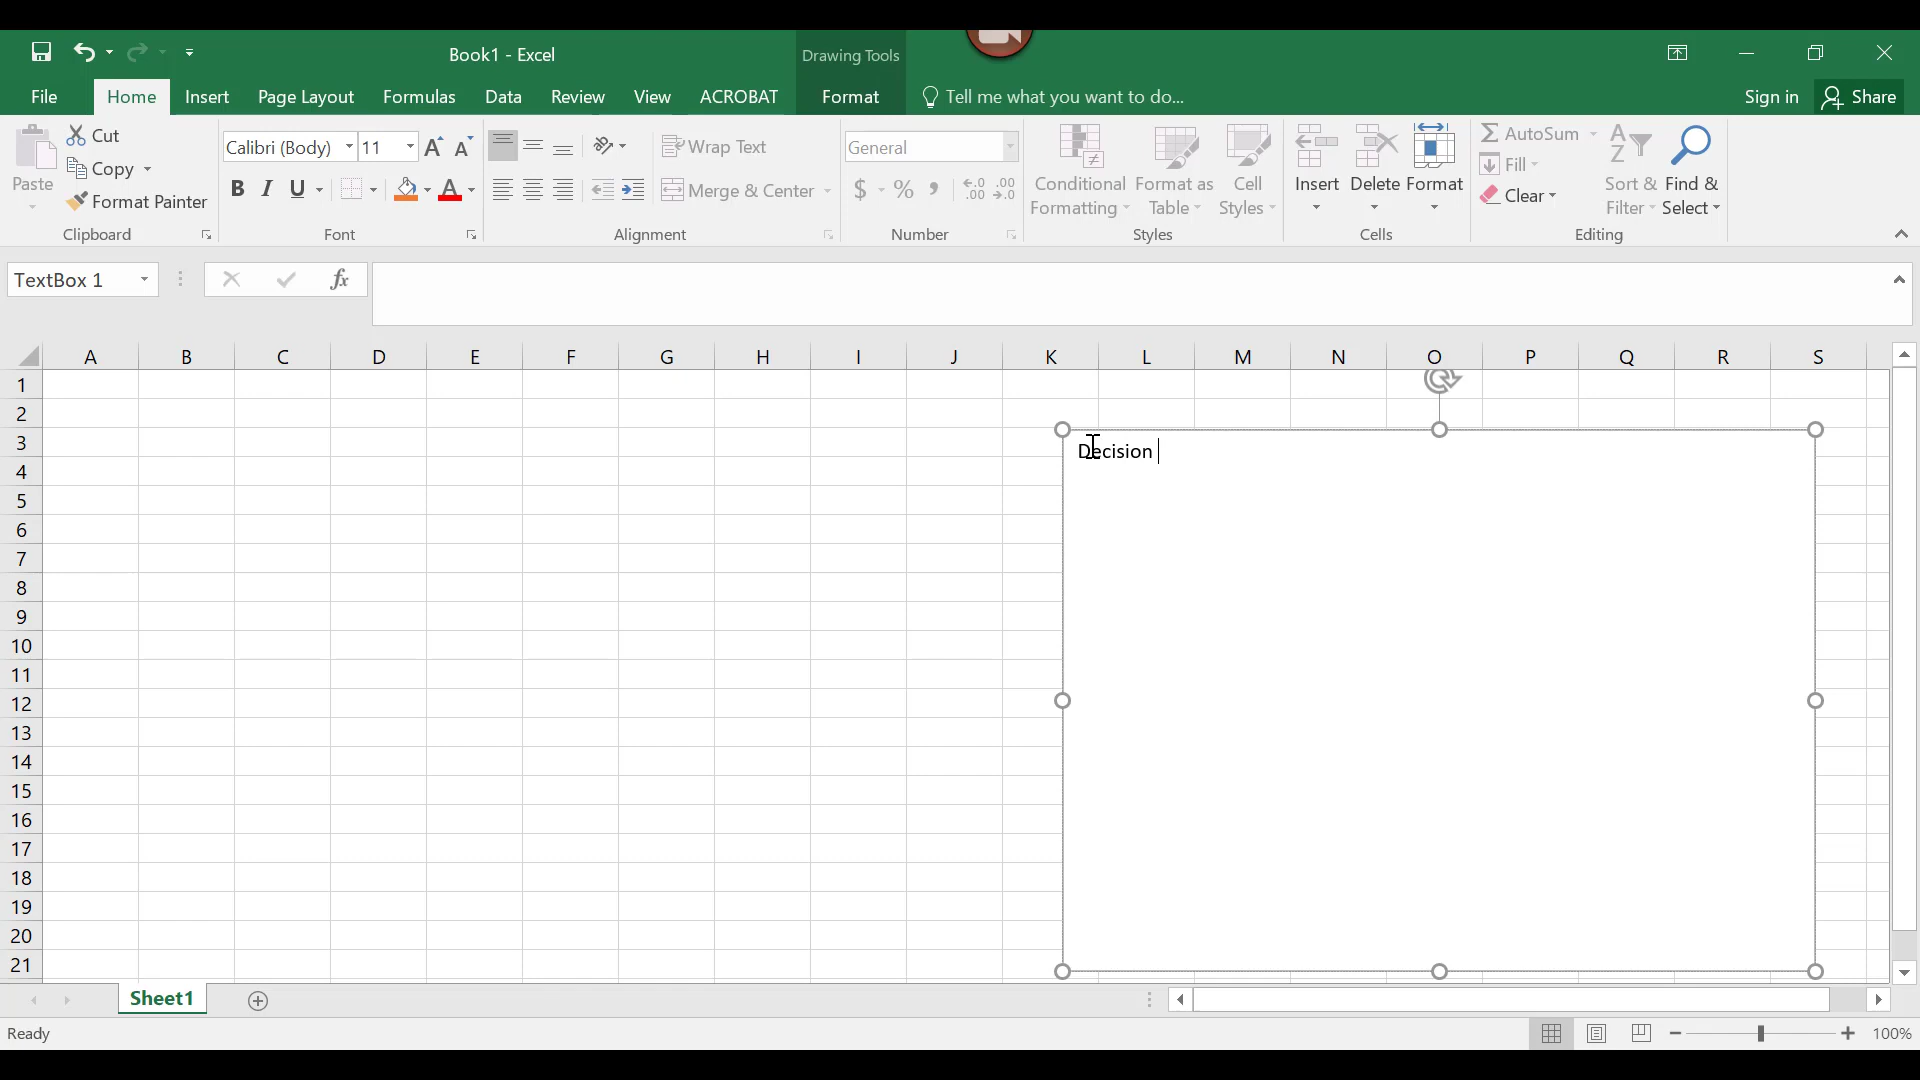 Book1 - Excel
Drawing Tools
File Home Insert Page Layout Formulas Data Review View ACROBAT Format Tell me what you want to do... Sign in Share
Paste
Cut
Copy
Format Painter
Clipboard
Calibri (Body) 11
B I U A
Font
Wrap Text
Merge & Center
Alignment
General
$ % ,
Number
Conditional Formatting
Format as Table
Cell Styles
Styles
Insert
Delete
Format
Cells
AutoSum
Fill
Clear
Sort & Filter
Find & Select
Editing
TextBox 1
fx
A B C D E F G H I J K L M N O P Q R S
1
2
3
4
5
6
7
8
9
10
11
12
13
14
15
16
17
18
19
20
21
Decision
Sheet1
Ready
100%